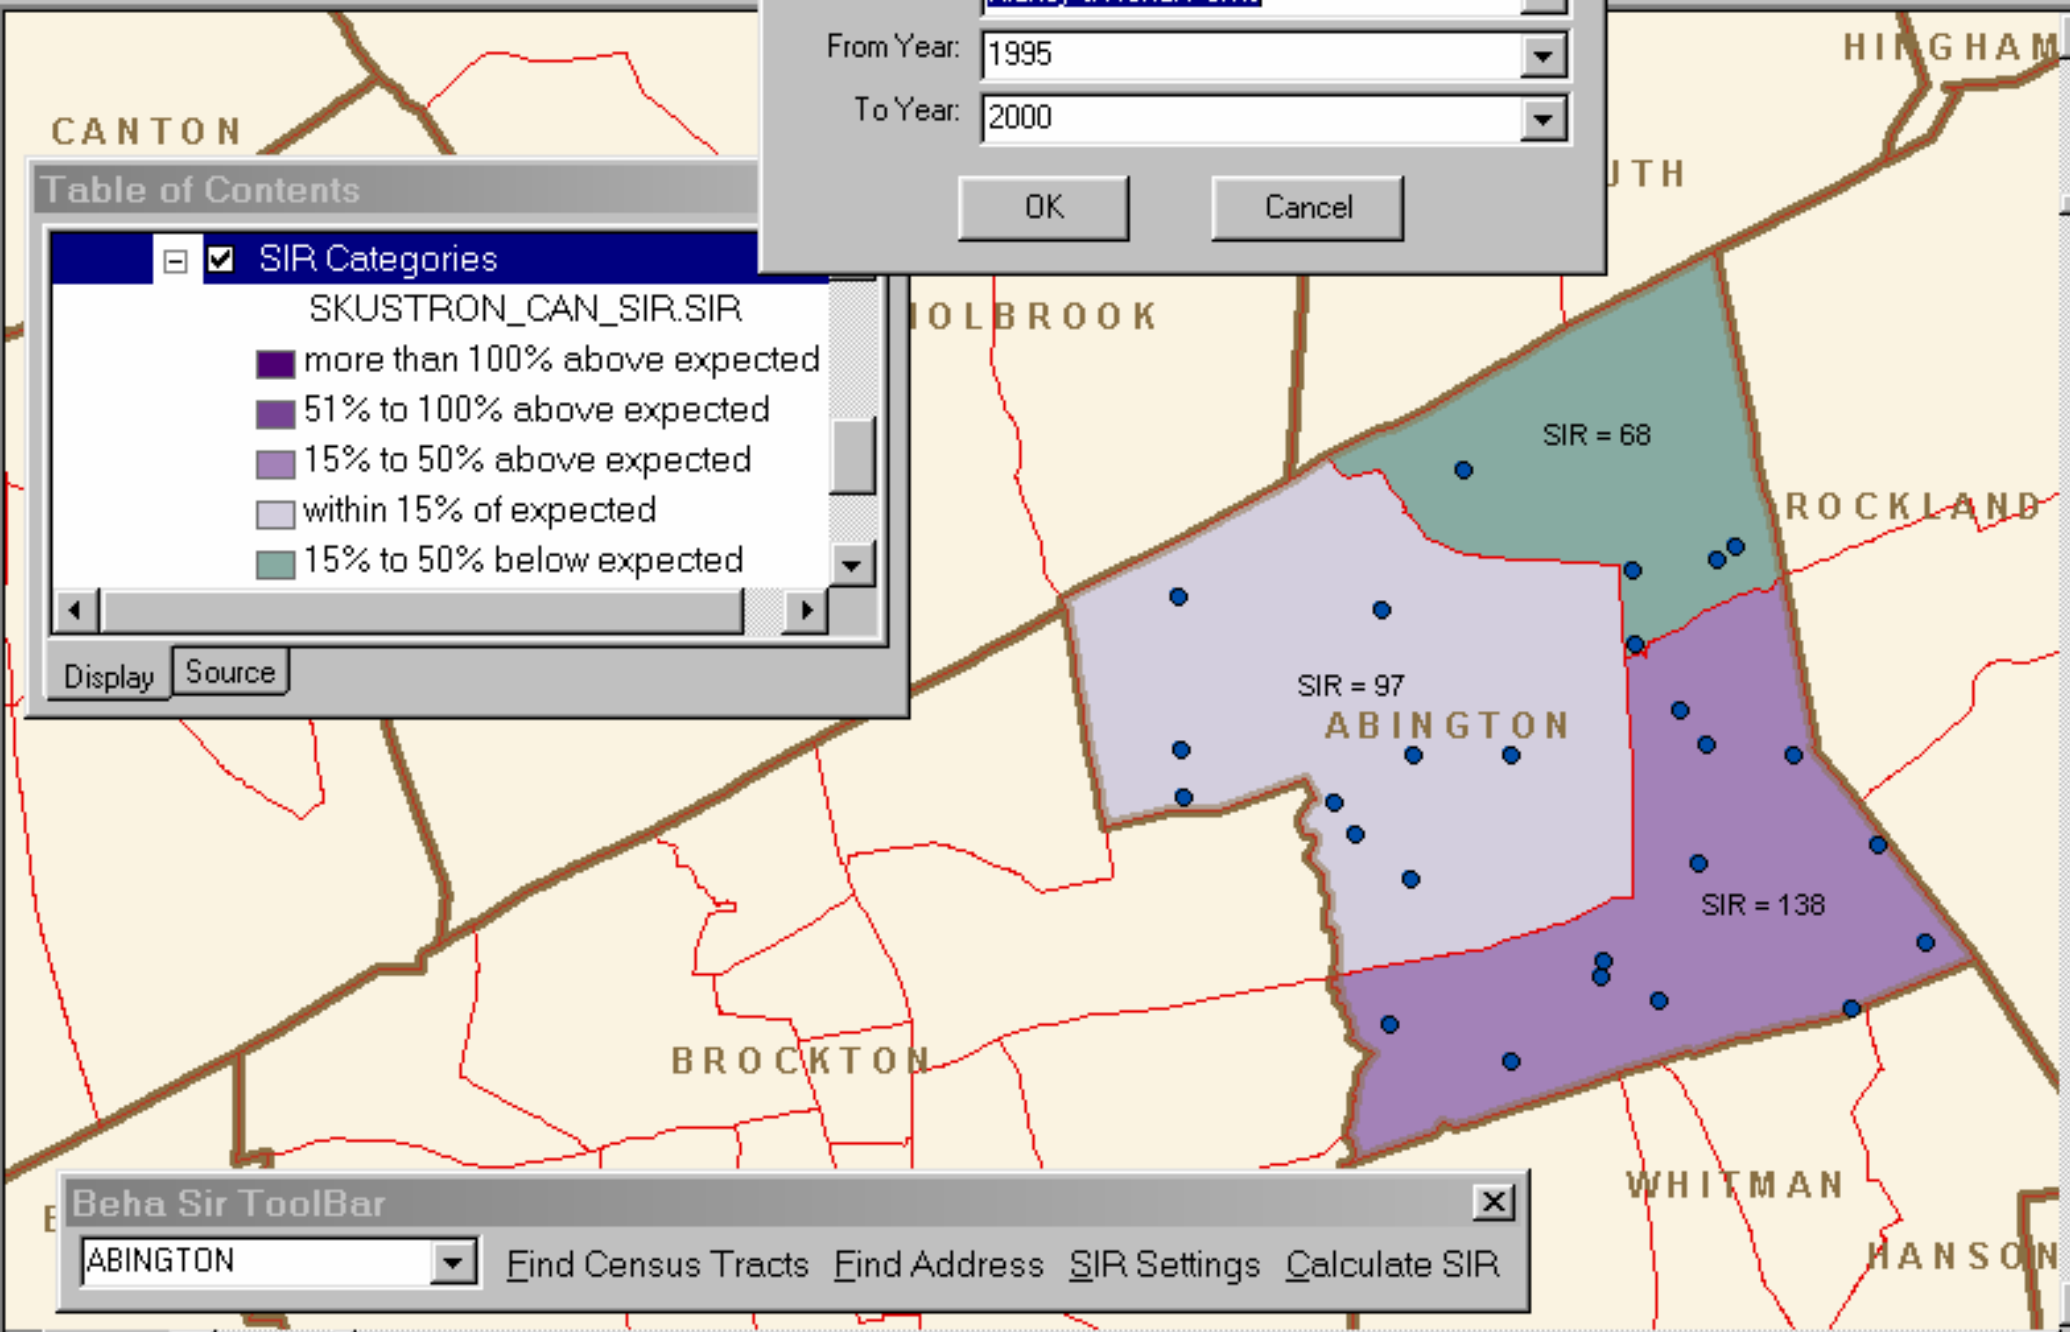 From Year:
1995
HINGHAM
To Year:
2000
CANTON
UTH
OK
Cancel
Table of Contents
SIR Categories
SKUSTRON_CAN_SIR.SIR
OLBROOK
more than 100% above expected
51% to 100% above expected
15% to 50% above expected
within 15% of expected
15% to 50% below expected
SIR = 68
ROCKLAND
Display
Source
SIR = 97
ABINGTON
SIR = 138
BROCKTON
WHITMAN
HANSON
Beha Sir ToolBar
ABINGTON
Find Census Tracts
Find Address
SIR Settings
Calculate SIR